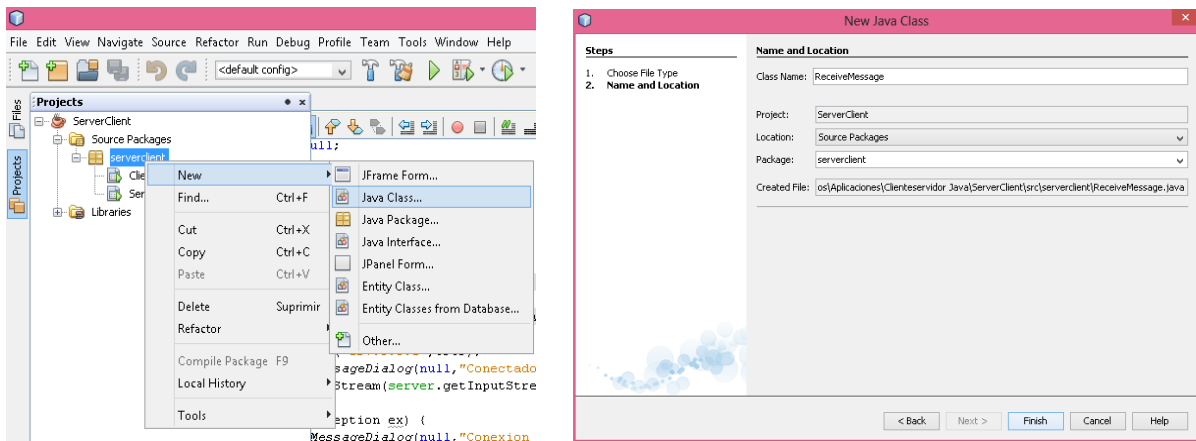 File Edit View Navigate Source Refactor Run Debug Profile Team Tools Window Help
<default config>
Files
Projects
Projects
ServerClient
Source Packages
serverclient
Clie
Ser
Libraries
ull;
New
Find... Ctrl+F
Cut Ctrl+X
Copy Ctrl+C
Paste Ctrl+V
Delete Suprimir
Refactor
Compile Package F9
Local History
Tools
JFrame Form...
Java Class...
Java Package...
Java Interface...
JPanel Form...
Entity Class...
Entity Classes from Database...
Other...
sageDialog(null,"Conectado
Stream(server.getInputStre
eption ex) {
MessageDialog(null,"Conexion
New Java Class
Steps
1. Choose File Type
2. Name and Location
Name and Location
Class Name: ReceiveMessage
Project: ServerClient
Location: Source Packages
Package: serverclient
Created File: os\Aplicaciones\Clienteservidor Java\ServerClient\src\serverclient\ReceiveMessage.java
< Back Next > Finish Cancel Help